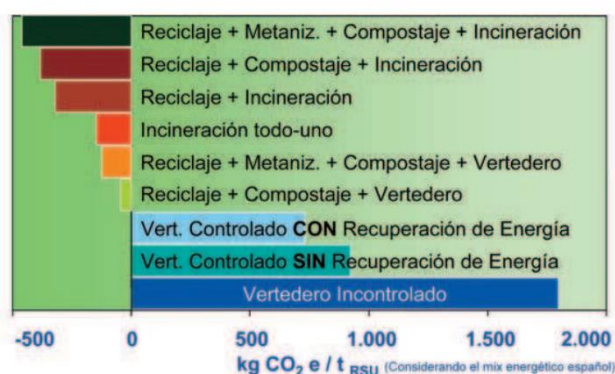 Reciclaje + Metaniz. + Compostaje + Incineración
Reciclaje + Compostaje + Incineración
Reciclaje + Incineración
Incineración todo-uno
Reciclaje + Metaniz. + Compostaje + Vertedero
Reciclaje + Compostaje + Vertedero
Vert. Controlado CON Recuperación de Energía
Vert. Controlado SIN Recuperación de Energía
Vertedero Incontrolado
-500 0 500 1.000 1.500 2.000
kg CO₂ e / t RSU (Considerando el mix energético español)